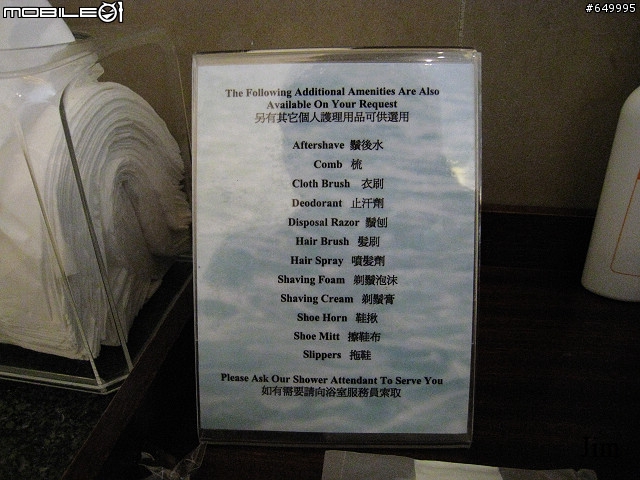 MOBILE01
#649995
The Following Additional Amenities Are Also
Available On Your Request
另有其它個人護理用品可供選用
Aftershave 鬚後水
Comb 梳
Cloth Brush 衣刷
Deodorant 止汗劑
Disposal Razor 鬚刨
Hair Brush 髮刷
Hair Spray 噴髮劑
Shaving Foam 剃鬚泡沫
Shaving Cream 剃鬚膏
Shoe Horn 鞋揪
Shoe Mitt 擦鞋布
Slippers 拖鞋
Please Ask Our Shower Attendant To Serve You
如有需要請向浴室服務員索取